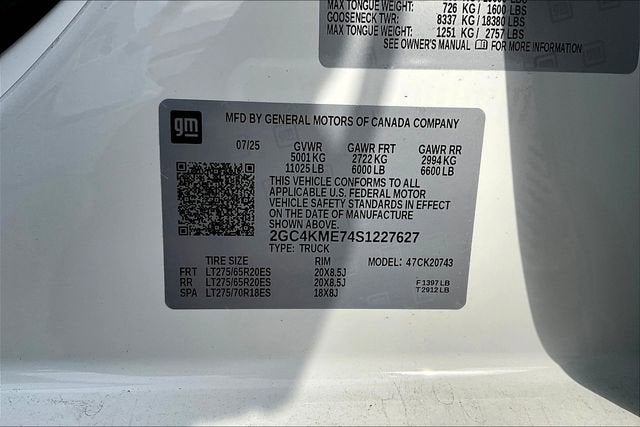 MAX TONGUE WEIGHT: 726 KG / 1600 LBS
GOOSENECK TWR: 8337 KG / 18380 LBS
MAX TONGUE WEIGHT: 1251 KG / 2757 LBS
SEE OWNER'S MANUAL FOR MORE INFORMATION
gm
MFD BY GENERAL MOTORS OF CANADA COMPANY
07/25 GVWR GAWR FRT GAWR RR
5001 KG 2722 KG 2994 KG
11025 LB 6000 LB 6600 LB
THIS VEHICLE CONFORMS TO ALL
APPLICABLE U.S. FEDERAL MOTOR
VEHICLE SAFETY STANDARDS IN EFFECT
ON THE DATE OF MANUFACTURE
SHOWN ABOVE:
2GC4KME74S1227627
TYPE: TRUCK
TIRE SIZE RIM MODEL: 47CK20743
FRT LT275/65R20ES 20X8.5J
RR LT275/65R20ES 20X8.5J F 1397 LB
SPA LT275/70R18ES 18X8J T 2912 LB